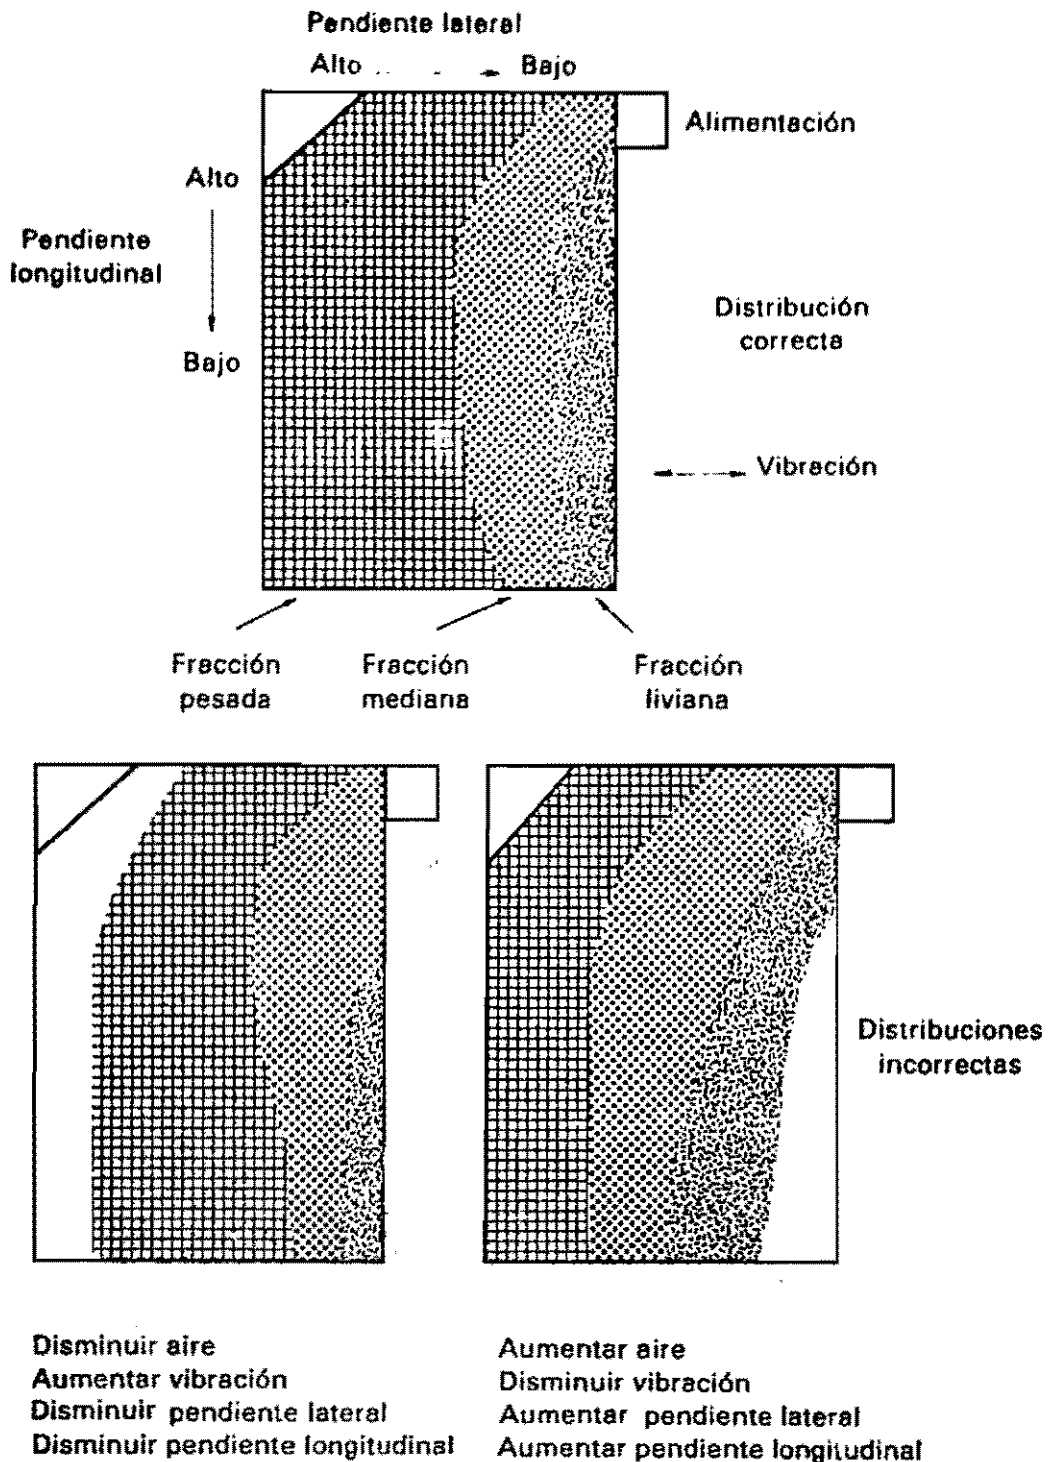 Pendiente lateral
Alto
Bajo
Alimentación
Alto
Pendiente
longitudinal
Bajo
Distribución
correcta
Vibración
Fracción
pesada
Fracción
mediana
Fracción
liviana
Distribuciones
incorrectas
Disminuir aire
Aumentar vibración
Disminuir pendiente lateral
Disminuir pendiente longitudinal
Aumentar aire
Disminuir vibración
Aumentar pendiente lateral
Aumentar pendiente longitudinal